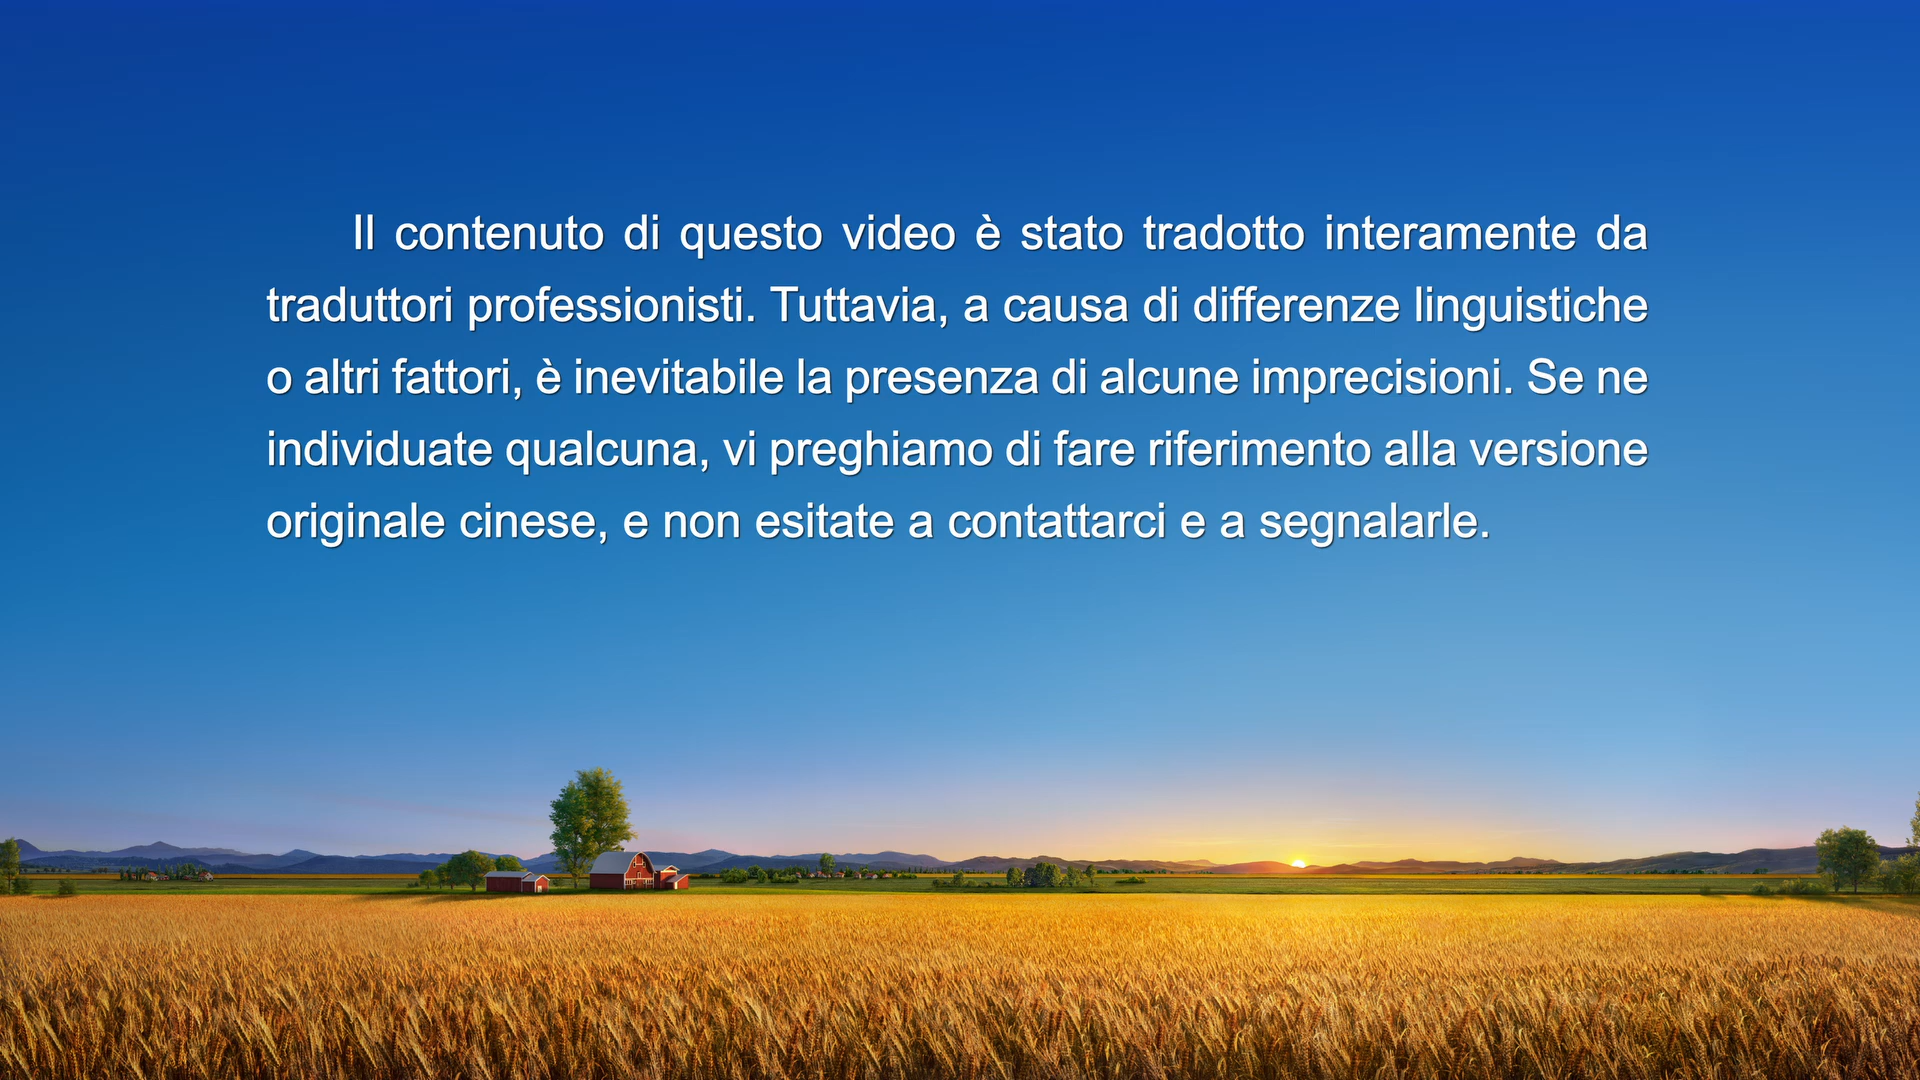 Il contenuto di questo video è stato tradotto interamente da
traduttori professionisti. Tuttavia, a causa di differenze linguistiche
o altri fattori, è inevitabile la presenza di alcune imprecisioni. Se ne
individuate qualcuna, vi preghiamo di fare riferimento alla versione
originale cinese, e non esitate a contattarci e a segnalarle.